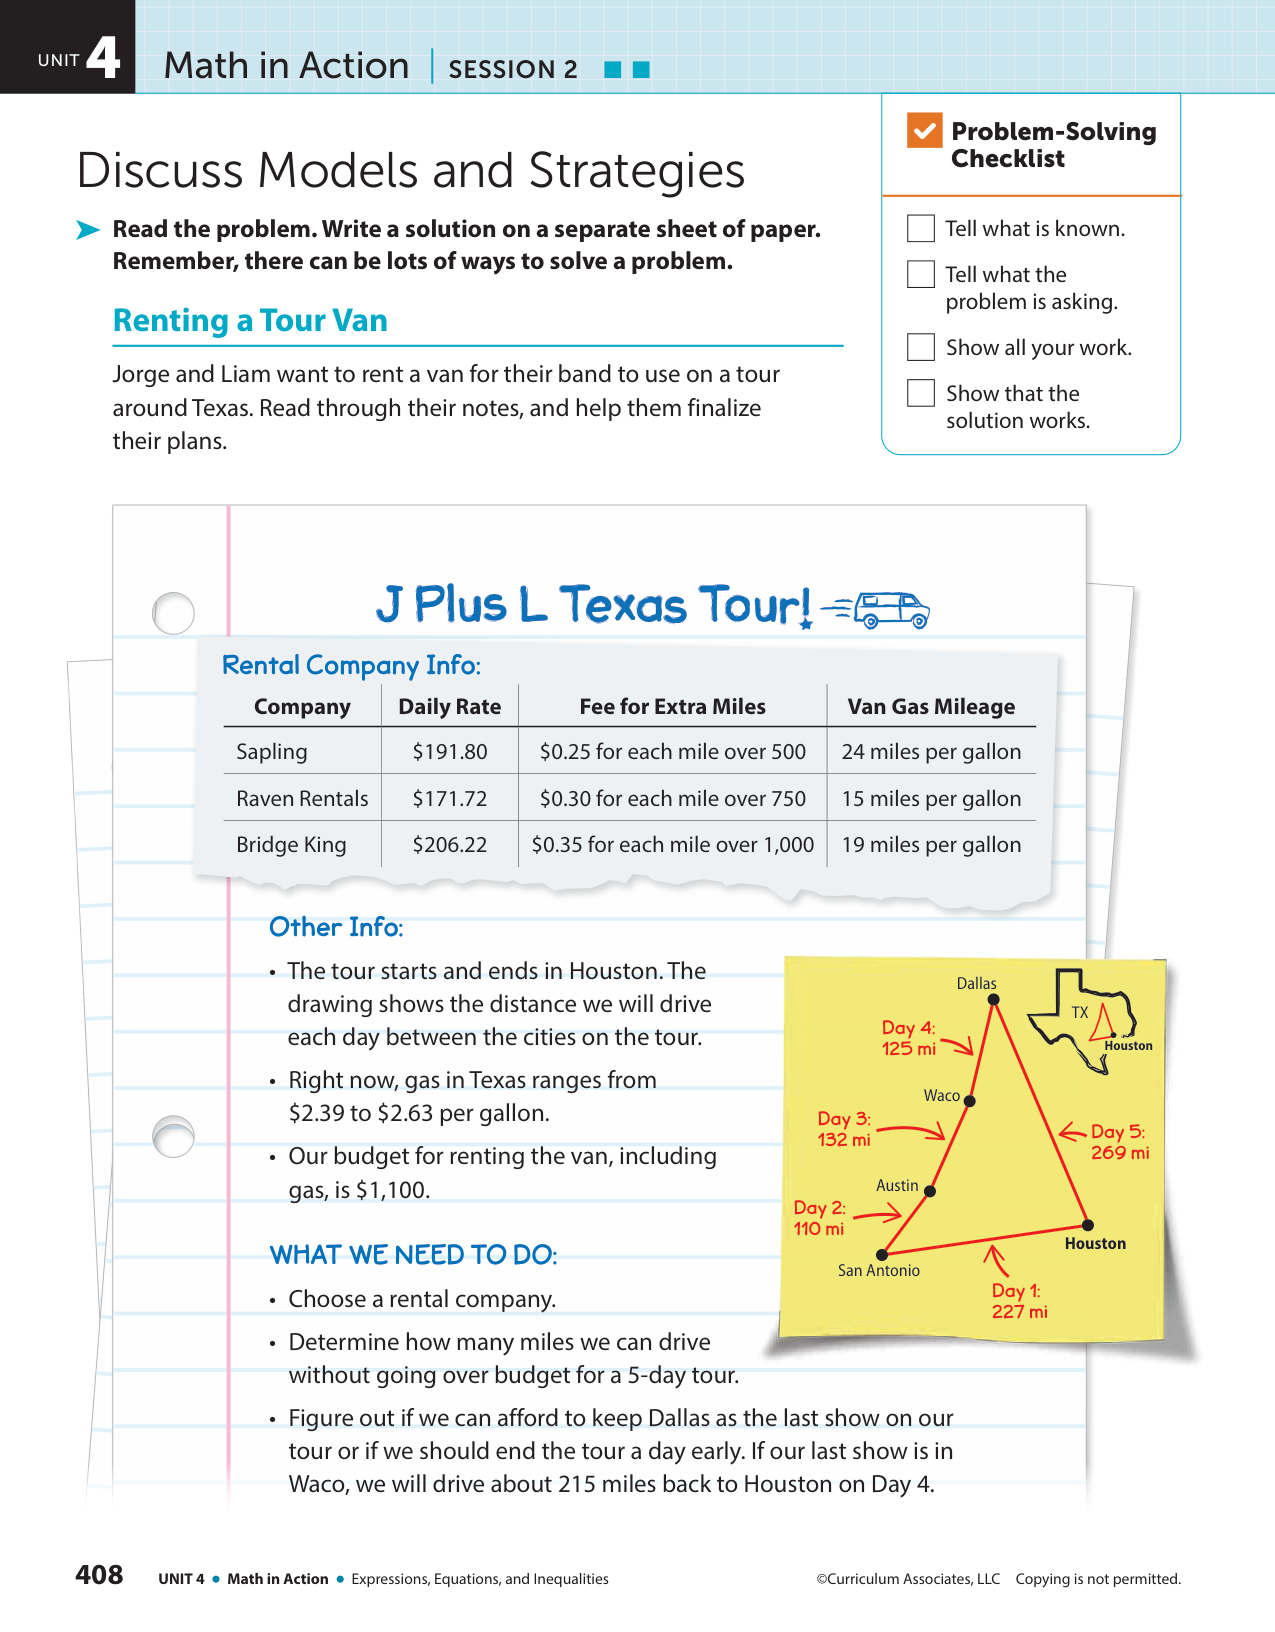 UNIT 4
Math in Action | SESSION 2
Problem-Solving
Checklist
Tell what is known.
Tell what the
problem is asking.
Show all your work.
Show that the
solution works.
Discuss Models and Strategies
Read the problem. Write a solution on a separate sheet of paper.
Remember, there can be lots of ways to solve a problem.
Renting a Tour Van
Jorge and Liam want to rent a van for their band to use on a tour
around Texas. Read through their notes, and help them finalize
their plans.
J Plus L Texas Tour!
Rental Company Info:
Company Daily Rate Fee for Extra Miles Van Gas Mileage
Sapling $191.80 $0.25 for each mile over 500 24 miles per gallon
Raven Rentals $171.72 $0.30 for each mile over 750 15 miles per gallon
Bridge King $206.22 $0.35 for each mile over 1,000 19 miles per gallon
Other Info:
• The tour starts and ends in Houston. The
drawing shows the distance we will drive
each day between the cities on the tour.
• Right now, gas in Texas ranges from
$2.39 to $2.63 per gallon.
• Our budget for renting the van, including
gas, is $1,100.
Dallas
TX
Houston
Day 4:
125 mi
Waco
Day 3:
132 mi
Day 5:
269 mi
Austin
Day 2:
110 mi
Houston
San Antonio
Day 1:
227 mi
WHAT WE NEED TO DO:
• Choose a rental company.
• Determine how many miles we can drive
without going over budget for a 5-day tour.
• Figure out if we can afford to keep Dallas as the last show on our
tour or if we should end the tour a day early. If our last show is in
Waco, we will drive about 215 miles back to Houston on Day 4.
408 UNIT 4 • Math in Action • Expressions, Equations, and Inequalities
©Curriculum Associates, LLC Copying is not permitted.